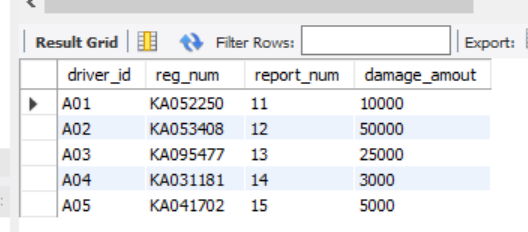 Result Grid Filter Rows: Export:
driver_id reg_num report_num damage_amout
A01 KA052250 11 10000
A02 KA053408 12 50000
A03 KA095477 13 25000
A04 KA031181 14 3000
A05 KA041702 15 5000